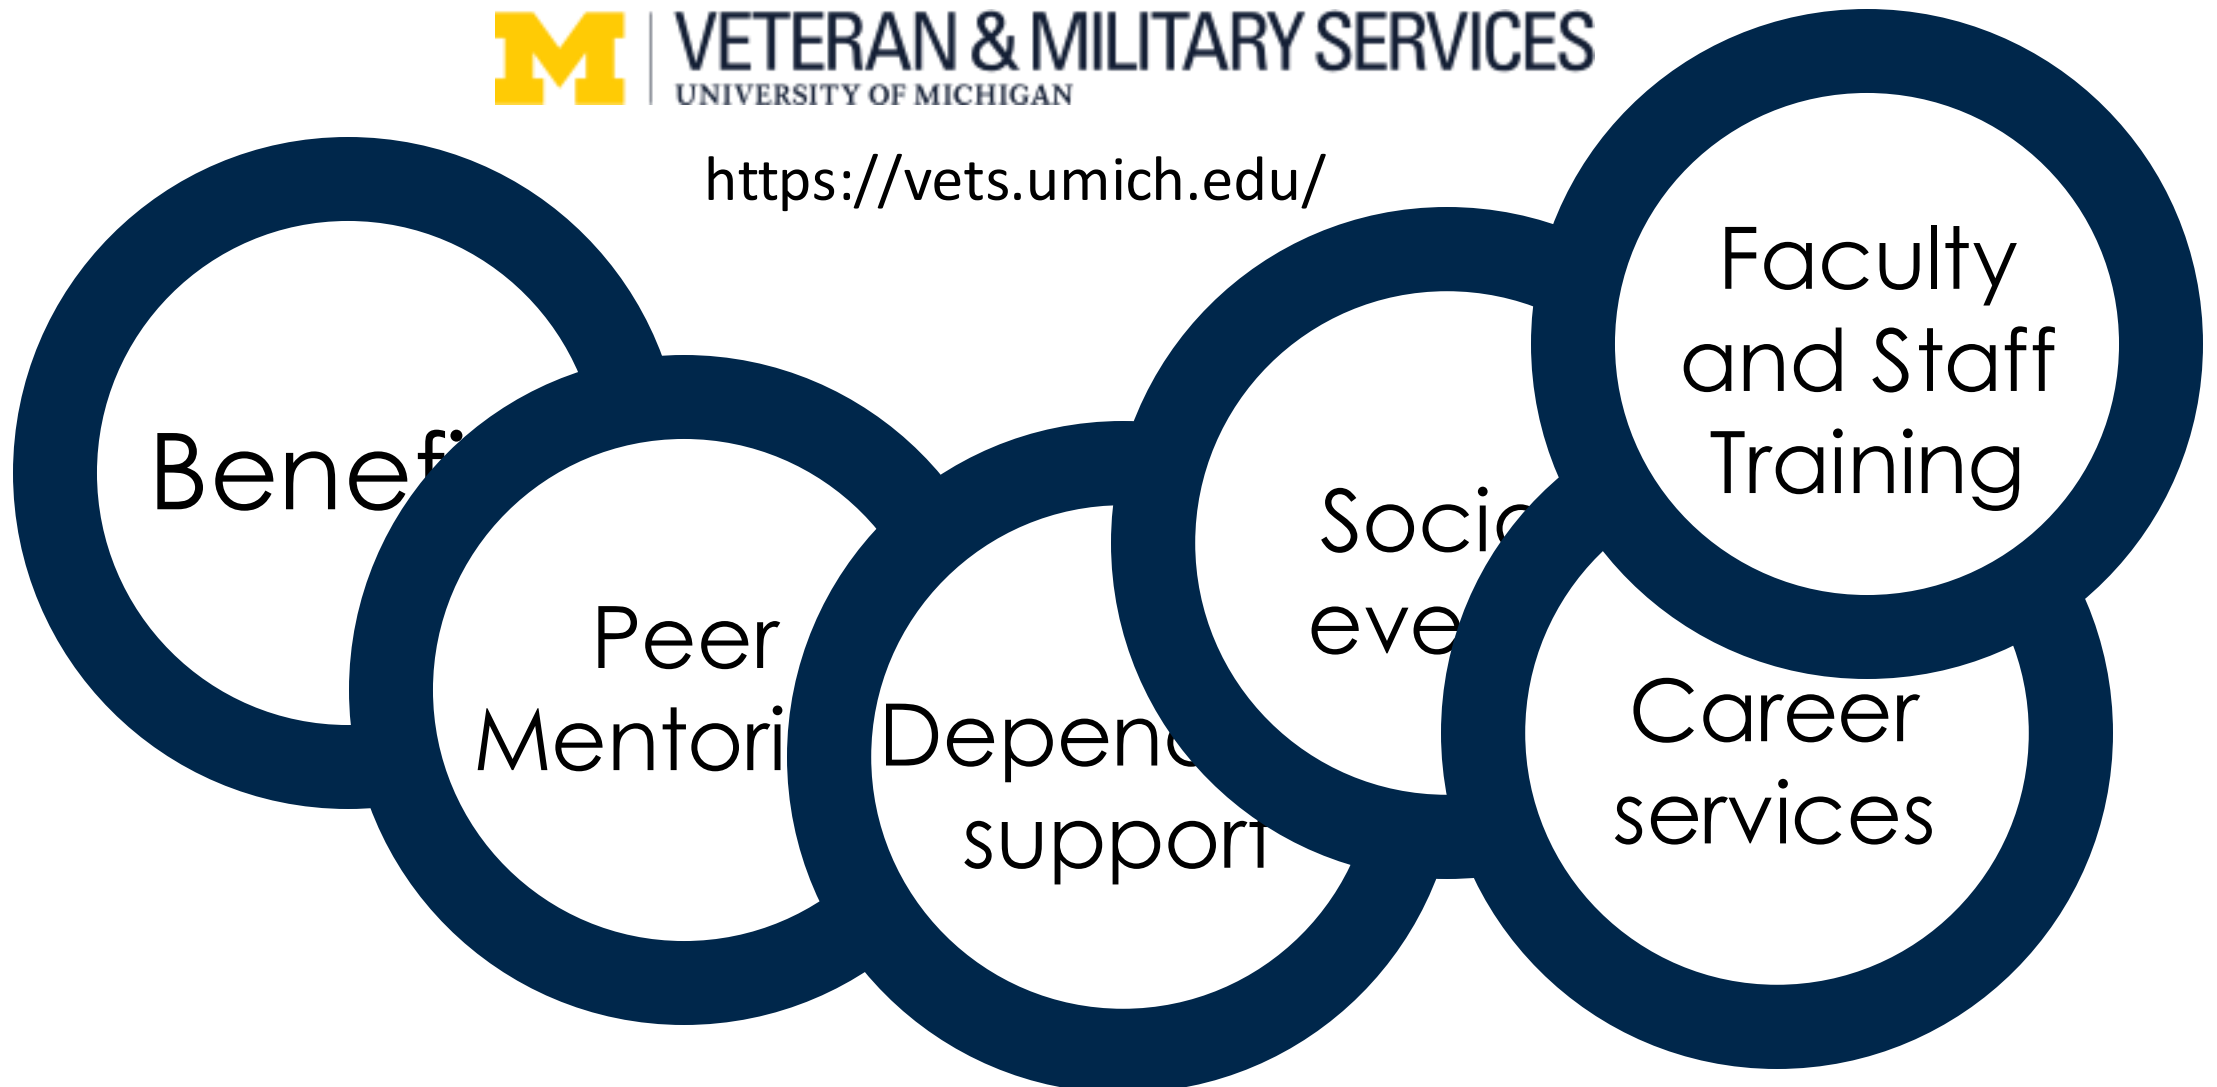 VETERAN & MILITARY SERVICES
UNIVERSITY OF MICHIGAN
https://vets.umich.edu/
Benefi
Peer
Mentori
Depend
support
Socia
eve
Career
services
Faculty
and Staff
Training